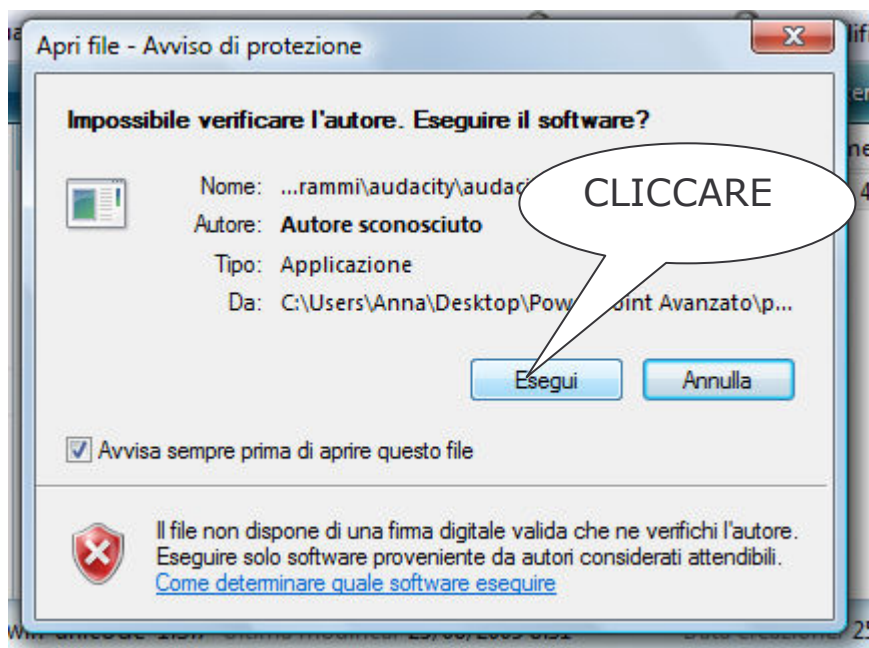 Apri file - Avviso di protezione
Impossibile verificare l'autore. Eseguire il software?
Nome: ...rammi\audacity\audac
CLICCARE
Autore: Autore sconosciuto
Tipo: Applicazione
Da: C:\Users\Anna\Desktop\Pow oint Avanzato\p...
Esegui Annulla
Avvisa sempre prima di aprire questo file
Il file non dispone di una firma digitale valida che ne verifichi l'autore.
Eseguire solo software proveniente da autori considerati attendibili.
Come determinare quale software eseguire